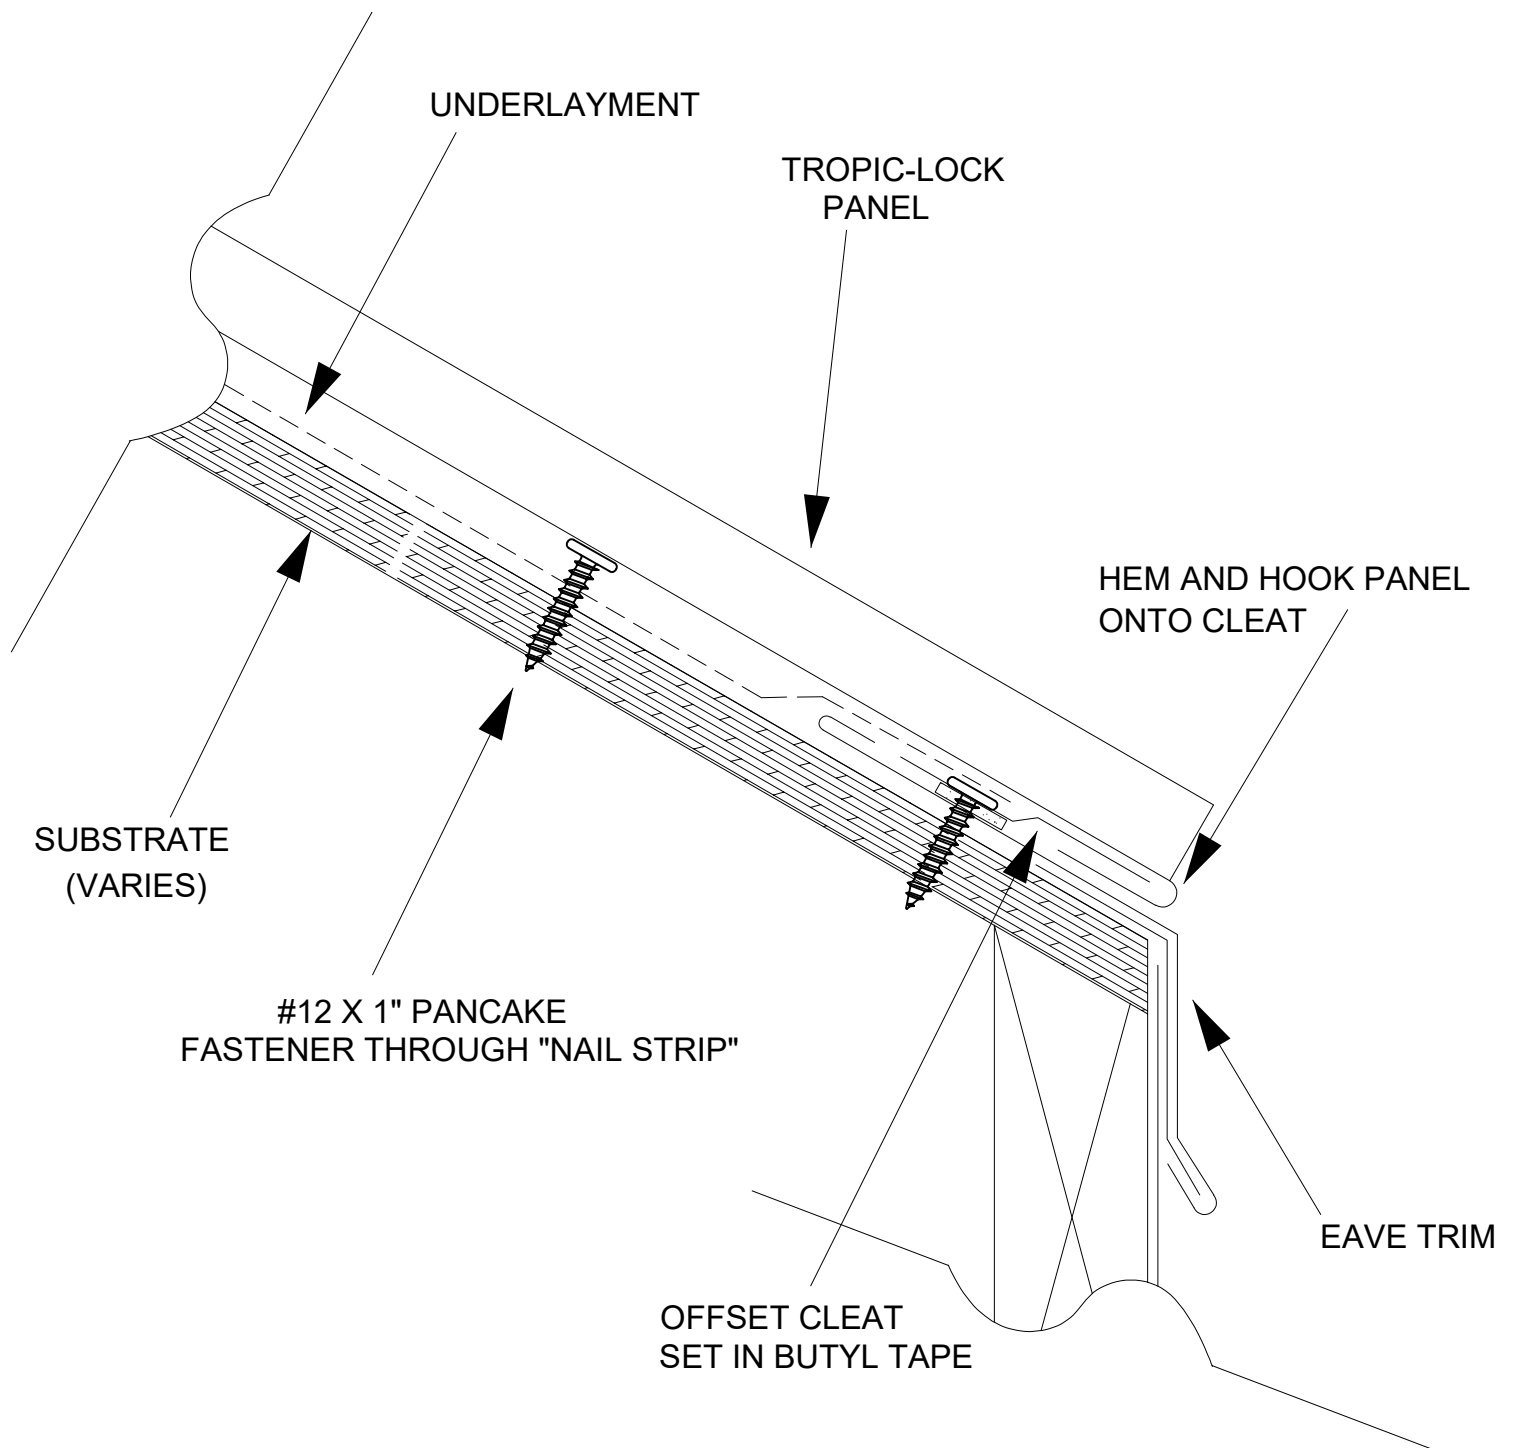 UNDERLAYMENT
TROPIC-LOCK
PANEL
HEM AND HOOK PANEL
ONTO CLEAT
SUBSTRATE
(VARIES)
#12 X 1" PANCAKE
FASTENER THROUGH "NAIL STRIP"
EAVE TRIM
OFFSET CLEAT
SET IN BUTYL TAPE